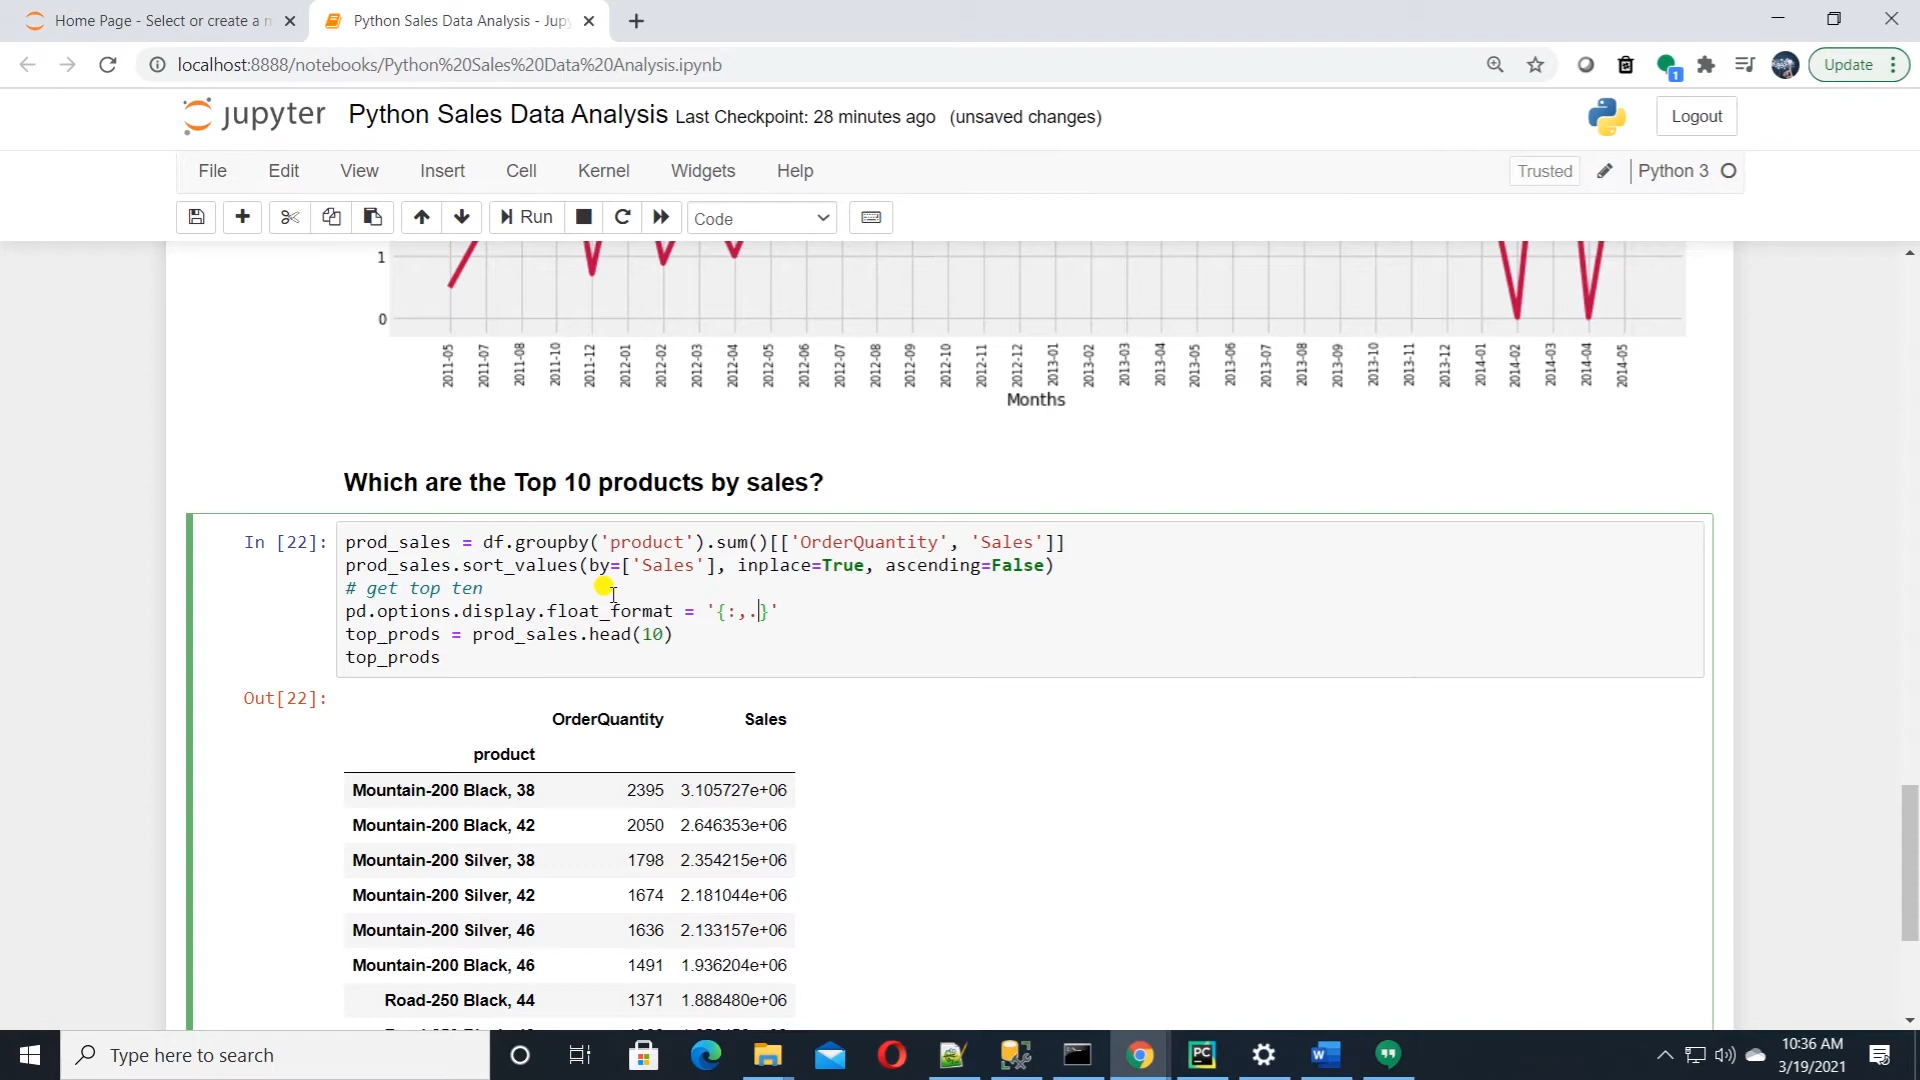 Home Page - Select or create a n
Python Sales Data Analysis - Jupy
localhost:8888/notebooks/Python%20Sales%20Data%20Analysis.ipynb
1
Update
jupyter Python Sales Data Analysis Last Checkpoint: 28 minutes ago (unsaved changes)
Logout
File Edit View Insert Cell Kernel Widgets Help
Trusted Python 3
Run Code
1
0
2011-05 2011-07 2011-08 2011-10 2011-12 2012-01 2012-02 2012-03 2012-04 2012-05 2012-06 2012-07 2012-08 2012-09 2012-10 2012-11 2012-12 2013-01 2013-02 2013-03 2013-04 2013-05 2013-06 2013-07 2013-08 2013-09 2013-10 2013-11 2013-12 2014-01 2014-02 2014-03 2014-04 2014-05
Months
Which are the Top 10 products by sales?
In [22]: prod_sales = df.groupby('product').sum()[['OrderQuantity', 'Sales']]
prod_sales.sort_values(by=['Sales'], inplace=True, ascending=False)
# get top ten
pd.options.display.float_format = '{:,.}'
top_prods = prod_sales.head(10)
top_prods
Out[22]:
OrderQuantity Sales
product
Mountain-200 Black, 38 2395 3.105727e+06
Mountain-200 Black, 42 2050 2.646353e+06
Mountain-200 Silver, 38 1798 2.354215e+06
Mountain-200 Silver, 42 1674 2.181044e+06
Mountain-200 Silver, 46 1636 2.133157e+06
Mountain-200 Black, 46 1491 1.936204e+06
Road-250 Black, 44 1371 1.888480e+06
Type here to search
PC
10:36 AM
3/19/2021